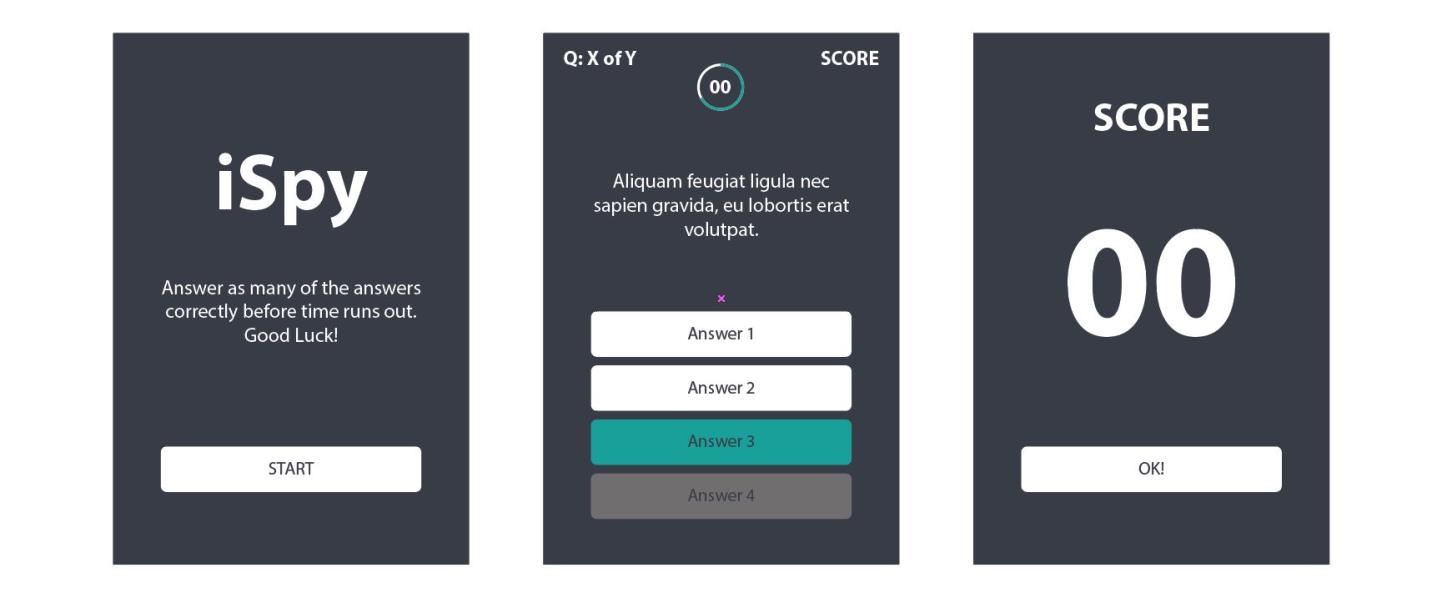 iSpy
Answer as many of the answers
correctly before time runs out.
Good Luck!
START
Q: X of Y
SCORE
00
Aliquam feugiat ligula nec
sapien gravida, eu lobortis erat
volutpat.
Answer 1
Answer 2
Answer 3
Answer 4
SCORE
00
OK!